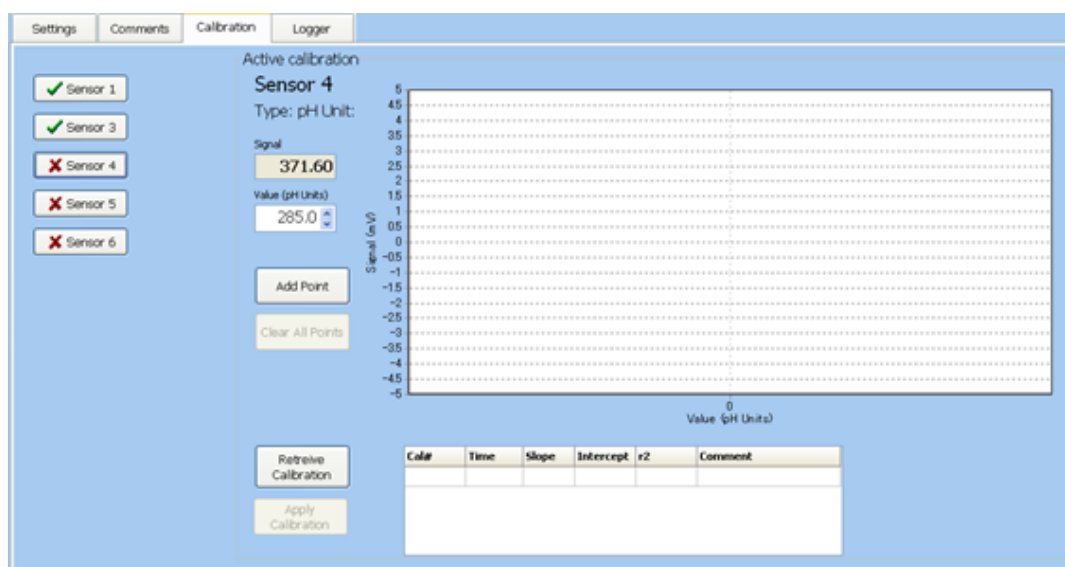 Settings Comments Calibration Logger
Active calibration
Sensor 1
Sensor 3
Sensor 4
Sensor 5
Sensor 6
Sensor 4
Type: pH Unit:
Signal
371.60
Value (pH Units)
285.0
Add Point
Clear All Points
Signal (mV)
5
4.5
4
3.5
3
2.5
2
1.5
1
0.5
0
-0.5
-1
-1.5
-2
-2.5
-3
-3.5
-4
-4.5
-5
0
Value (pH Units)
Retreive
Calibration
Apply
Calibration
Cal# Time Slope Intercept r2 Comment